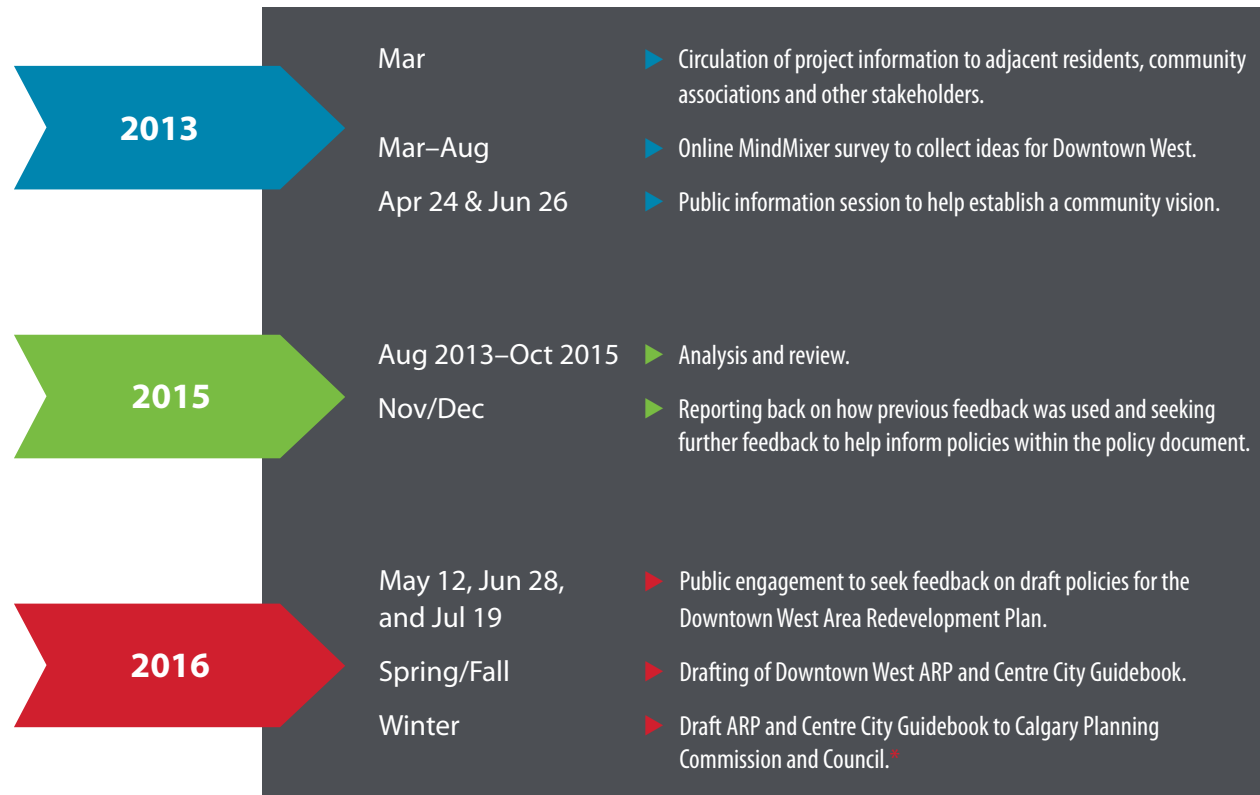 2013
Mar
Circulation of project information to adjacent residents, community
associations and other stakeholders.
Mar–Aug
Online MindMixer survey to collect ideas for Downtown West.
Apr 24 & Jun 26
Public information session to help establish a community vision.
2015
Aug 2013–Oct 2015
Analysis and review.
Nov/Dec
Reporting back on how previous feedback was used and seeking
further feedback to help inform policies within the policy document.
2016
May 12, Jun 28,
and Jul 19
Public engagement to seek feedback on draft policies for the
Downtown West Area Redevelopment Plan.
Spring/Fall
Drafting of Downtown West ARP and Centre City Guidebook.
Winter
Draft ARP and Centre City Guidebook to Calgary Planning
Commission and Council.*